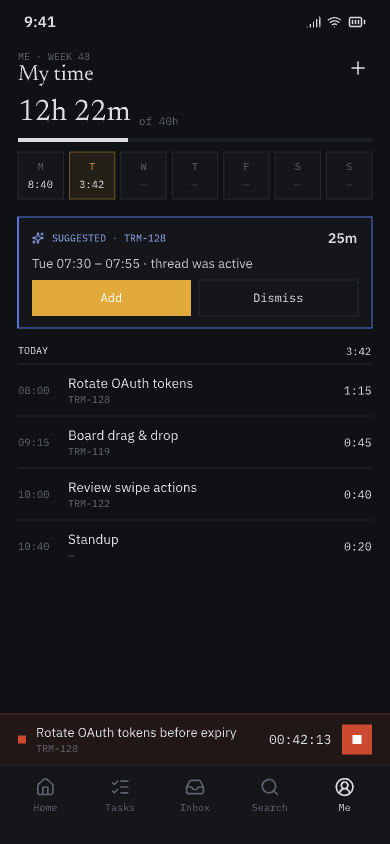 9:41
ME · WEEK 48
My time
12h 22m of 40h
M T W T F S S
8:40 3:42 – – – – –
SUGGESTED · TRM-128 25m
Tue 07:30 – 07:55 · thread was active
Add Dismiss
TODAY 3:42
08:00 Rotate OAuth tokens 1:15
TRM-128
09:15 Board drag & drop 0:45
TRM-119
10:00 Review swipe actions 0:40
TRM-122
10:40 Standup 0:20
–
Rotate OAuth tokens before expiry 00:42:13
TRM-128
Home Tasks Inbox Search Me